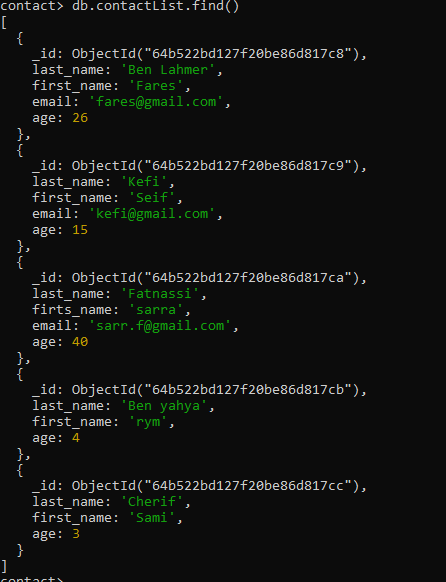 contact> db.contactList.find()
[
  {
    _id: ObjectId("64b522bd127f20be86d817c8"),
    last_name: 'Ben Lahmer',
    first_name: 'Fares',
    email: 'fares@gmail.com',
    age: 26
  },
  {
    _id: ObjectId("64b522bd127f20be86d817c9"),
    last_name: 'Kefi',
    first_name: 'Seif',
    email: 'kefi@gmail.com',
    age: 15
  },
  {
    _id: ObjectId("64b522bd127f20be86d817ca"),
    last_name: 'Fatnassi',
    firts_name: 'sarra',
    email: 'sarr.f@gmail.com',
    age: 40
  },
  {
    _id: ObjectId("64b522bd127f20be86d817cb"),
    last_name: 'Ben yahya',
    first_name: 'rym',
    age: 4
  },
  {
    _id: ObjectId("64b522bd127f20be86d817cc"),
    last_name: 'Cherif',
    first_name: 'Sami',
    age: 3
  }
]
contact>